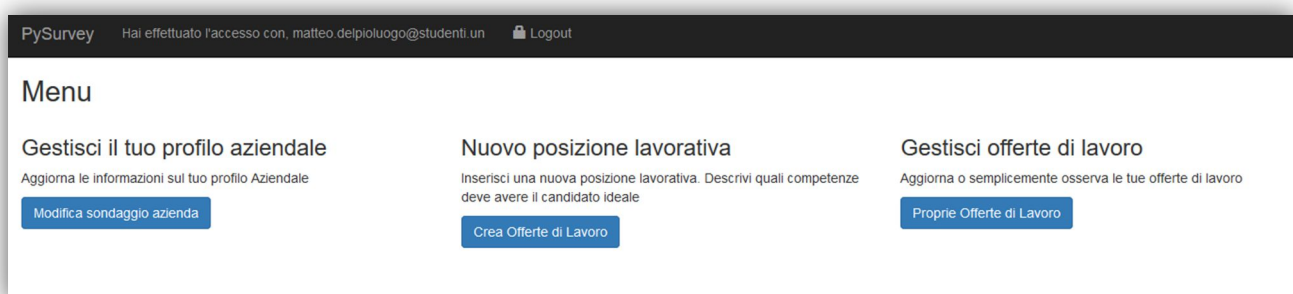 PySurvey Hai effettuato l'accesso con, matteo.delpioluogo@studenti.un Logout
Menu
Gestisci il tuo profilo aziendale
Aggiorna le informazioni sul tuo profilo Aziendale
Modifica sondaggio azienda
Nuovo posizione lavorativa
Inserisci una nuova posizione lavorativa. Descrivi quali competenze
deve avere il candidato ideale
Crea Offerte di Lavoro
Gestisci offerte di lavoro
Aggiorna o semplicemente osserva le tue offerte di lavoro
Proprie Offerte di Lavoro